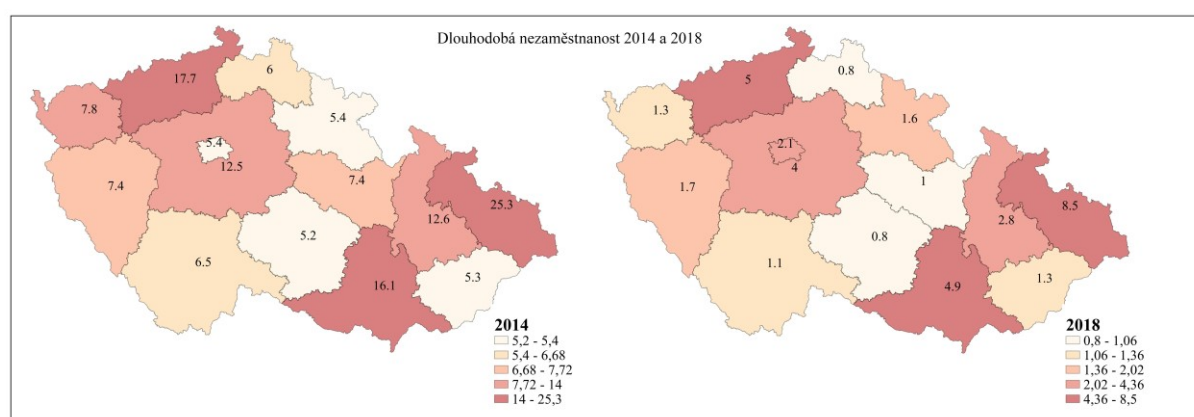 Dlouhodobá nezaměstnanost 2014 a 2018
17.7
6
7.8
5.4
5.4
12.5
7.4
7.4
25.3
12.6
5.2
6.5
5.3
16.1
2014
5,2 - 5,4
5,4 - 6,68
6,68 - 7,72
7,72 - 14
14 - 25,3
5
0.8
1.3
1.6
2.1
4
1
1.7
8.5
2.8
0.8
1.1
1.3
4.9
2018
0,8 - 1,06
1,06 - 1,36
1,36 - 2,02
2,02 - 4,36
4,36 - 8,5